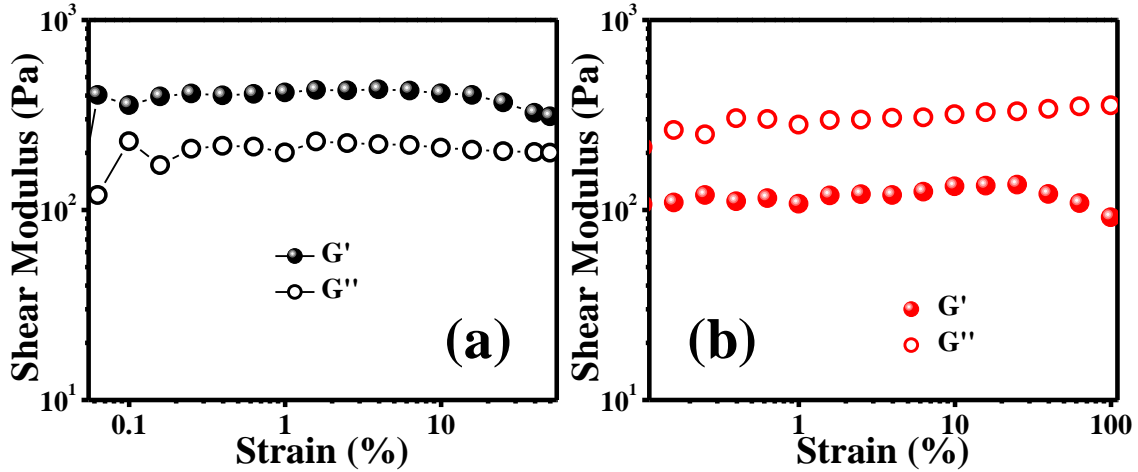 10³
10²
10¹
Shear Modulus (Pa)
G'
G''
(a)
0.1 1 10
Strain (%)
10³
10²
10¹
Shear Modulus (Pa)
G'
G''
(b)
1 10 100
Strain (%)